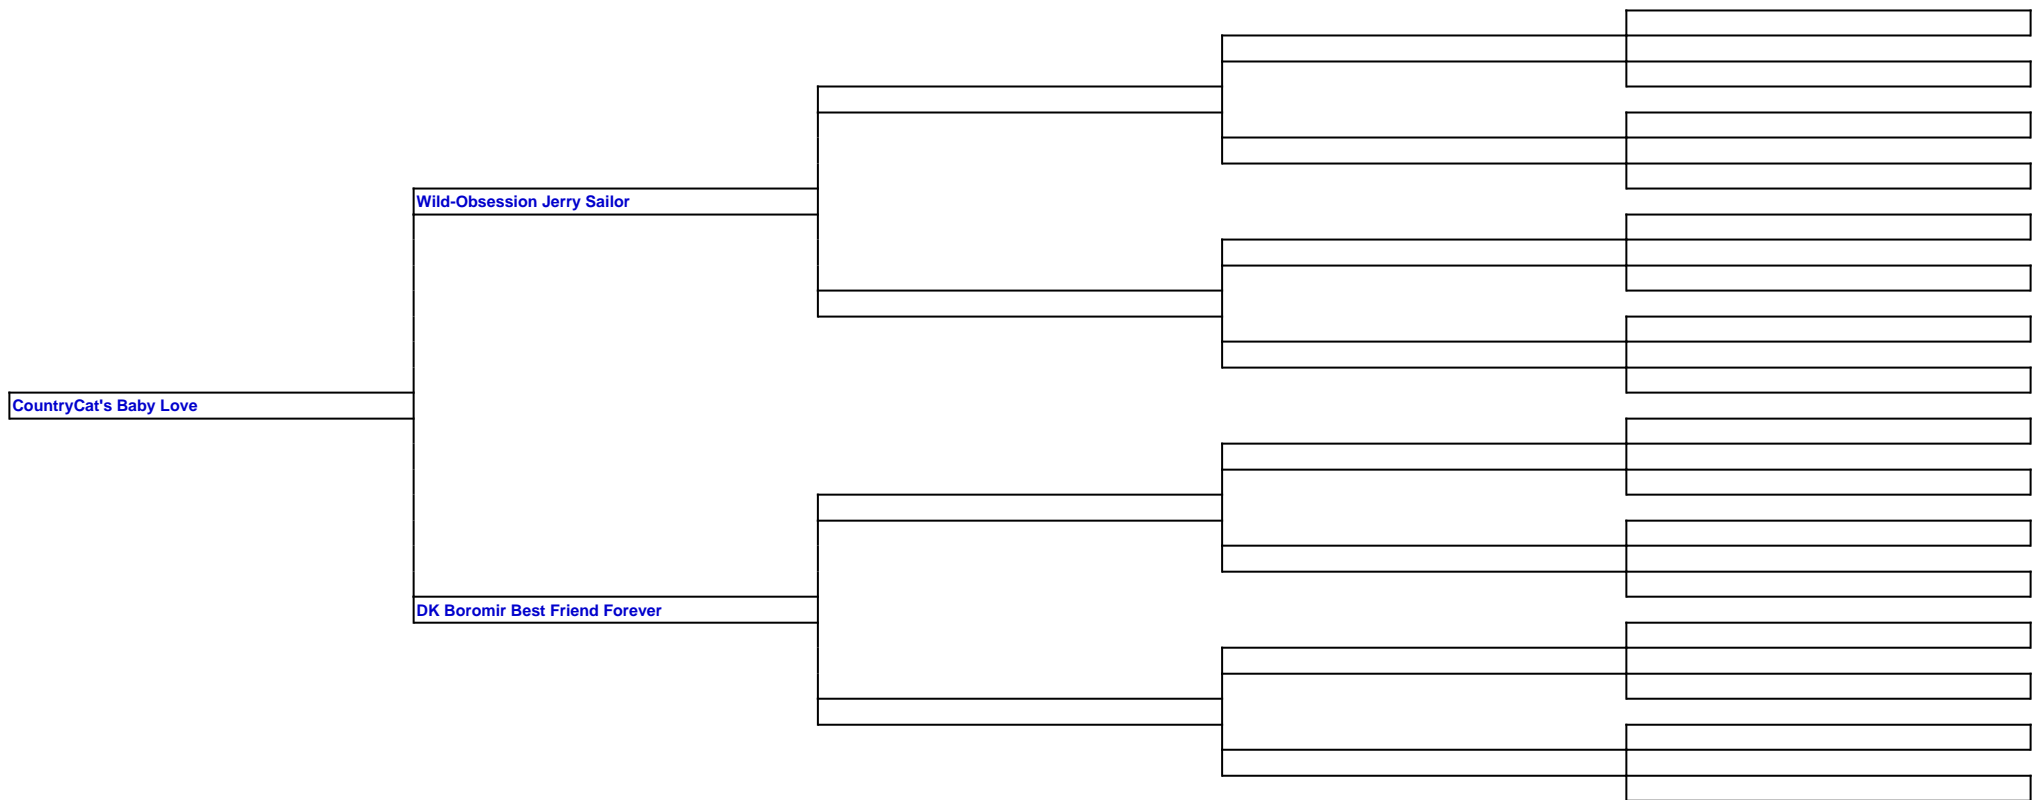 Wild-Obsession Jerry Sailor
CountryCat's Baby Love
DK Boromir Best Friend Forever